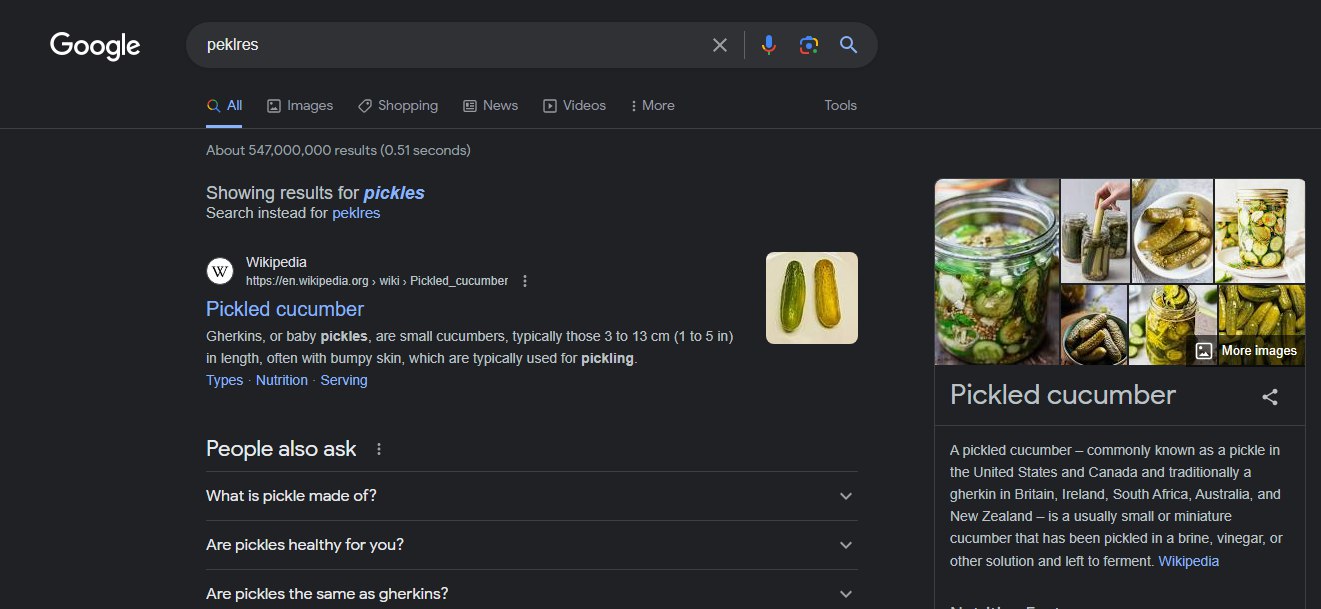 Google
peklres
All Images Shopping News Videos More Tools
About 547,000,000 results (0.51 seconds)
Showing results for pickles
Search instead for peklres
W
Wikipedia
https://en.wikipedia.org › wiki › Pickled_cucumber
Pickled cucumber
Gherkins, or baby pickles, are small cucumbers, typically those 3 to 13 cm (1 to 5 in)
in length, often with bumpy skin, which are typically used for pickling.
Types · Nutrition · Serving
People also ask
What is pickle made of?
Are pickles healthy for you?
Are pickles the same as gherkins?
More images
Pickled cucumber
A pickled cucumber – commonly known as a pickle in
the United States and Canada and traditionally a
gherkin in Britain, Ireland, South Africa, Australia, and
New Zealand – is a usually small or miniature
cucumber that has been pickled in a brine, vinegar, or
other solution and left to ferment. Wikipedia